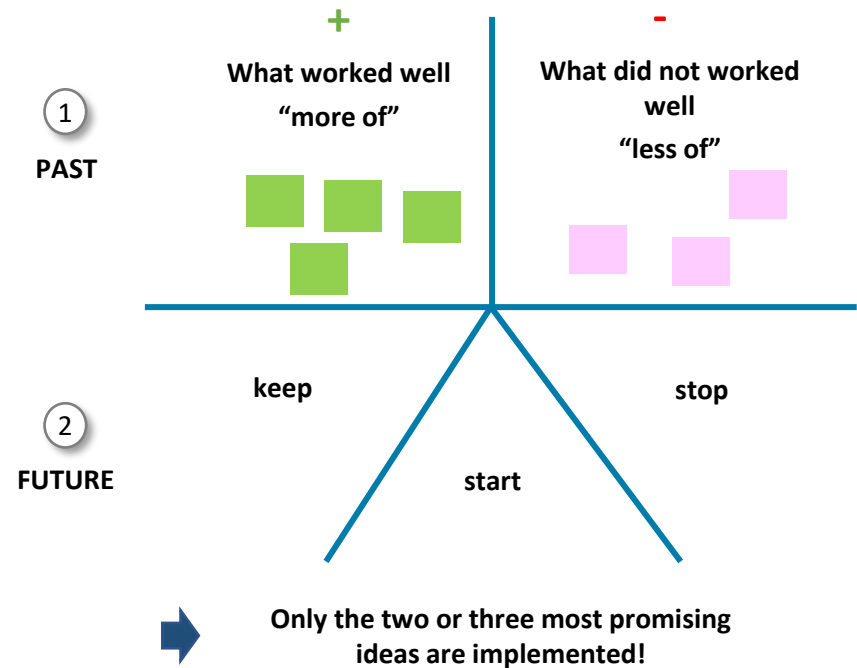 +
-
What worked well
“more of”
What did not worked
well
“less of”
1
PAST
keep
stop
2
FUTURE
start
Only the two or three most promising
ideas are implemented!